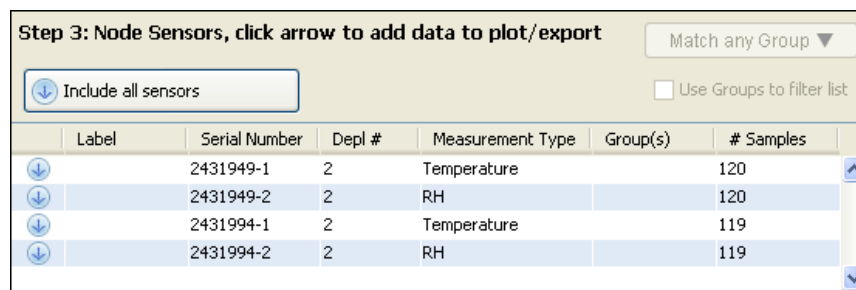 Step 3: Node Sensors, click arrow to add data to plot/export
Match any Group ▼
Include all sensors
Use Groups to filter list
Label Serial Number Depl # Measurement Type Group(s) # Samples
2431949-1 2 Temperature 120
2431949-2 2 RH 120
2431994-1 2 Temperature 119
2431994-2 2 RH 119